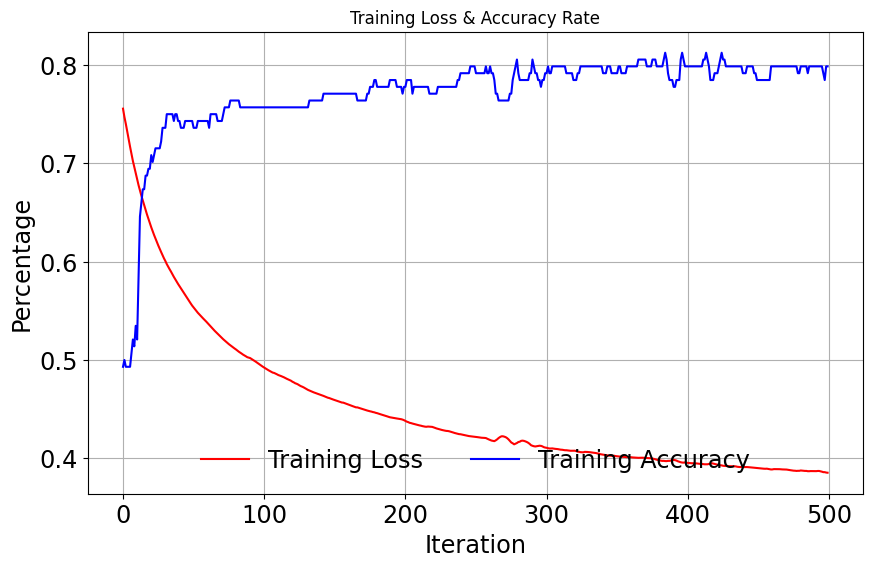 Training Loss & Accuracy Rate
0.8
0.7
0.6
0.5
0.4
Percentage
Training Loss Training Accuracy
0 100 200 300 400 500
Iteration